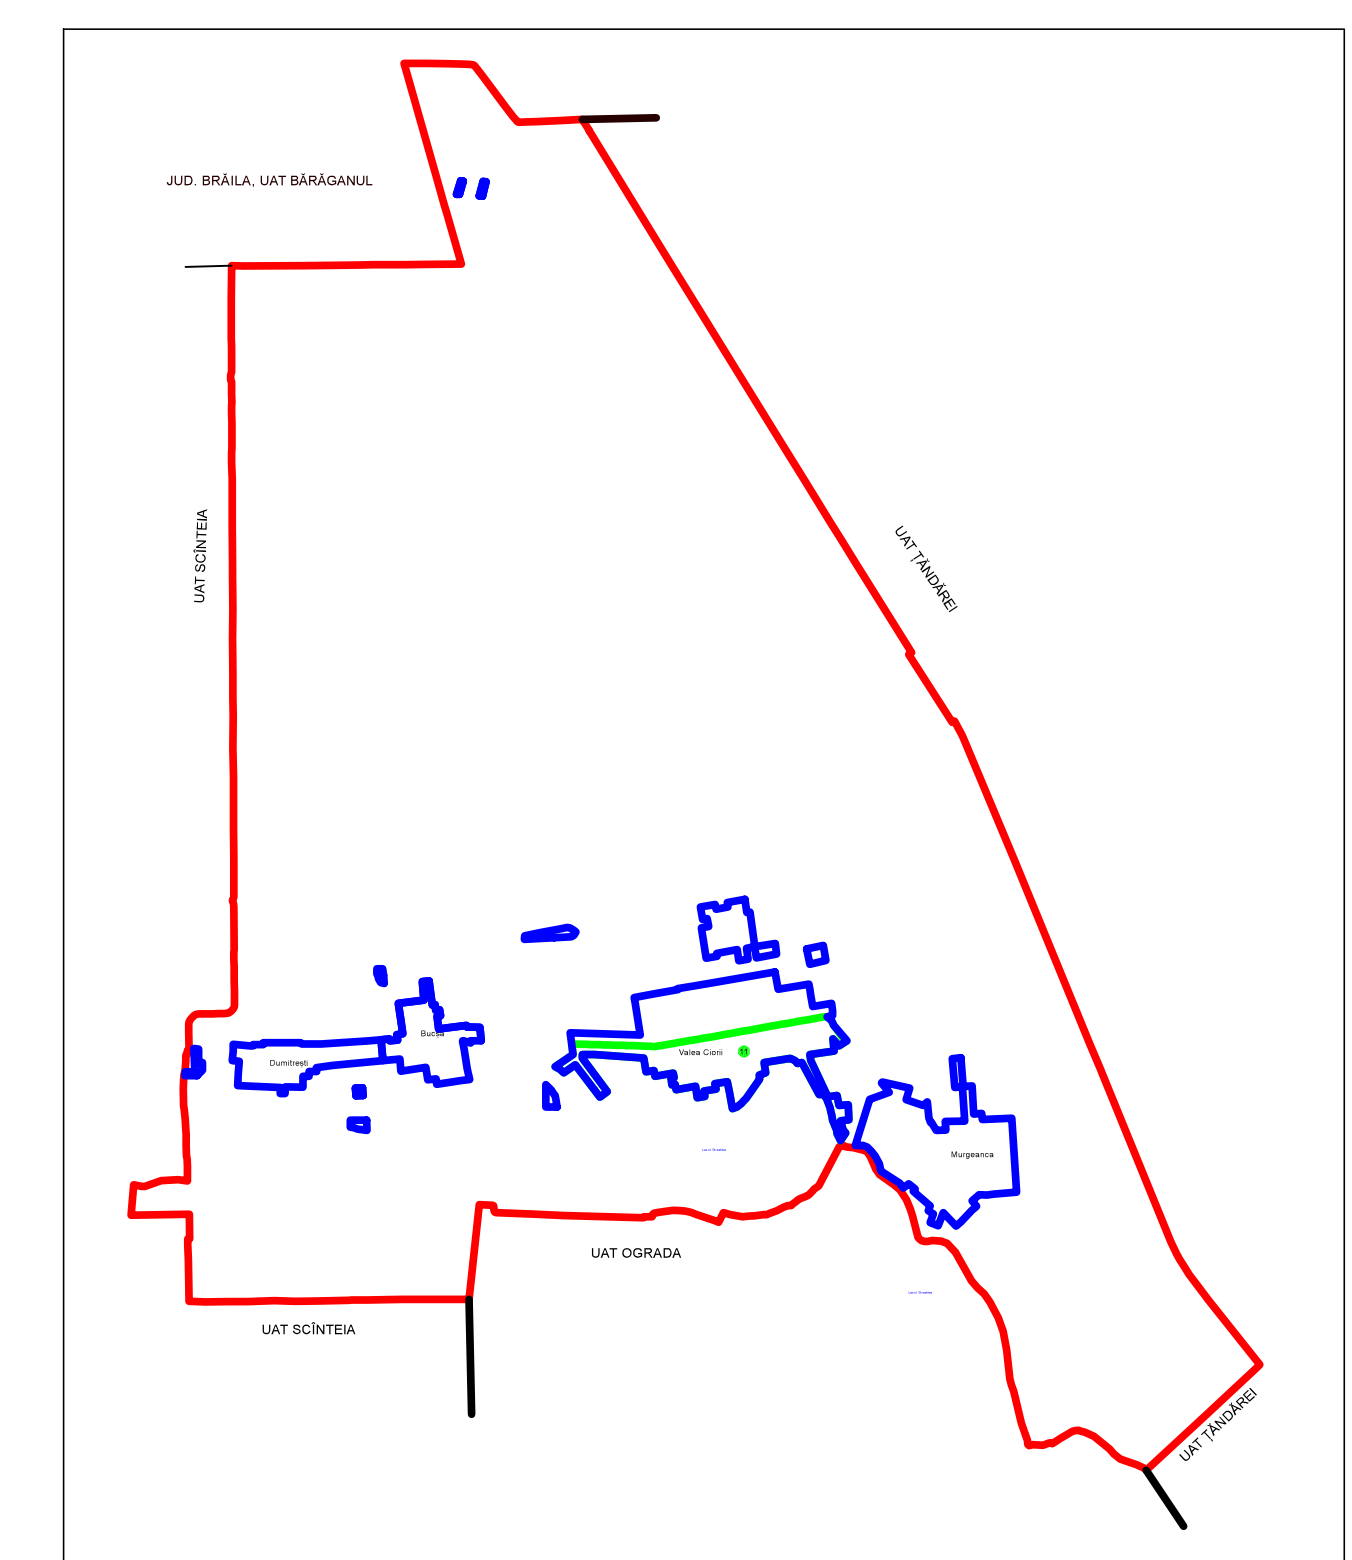 JUD. BRĂILA, UAT BĂRĂGANUL
UAT SCÎNTEIA
UAT ȚĂNDĂREI
Bucșa
Dumitrești
Valea Ciorii
11
Murgeanca
UAT OGRADA
UAT SCÎNTEIA
UAT ȚĂNDĂREI